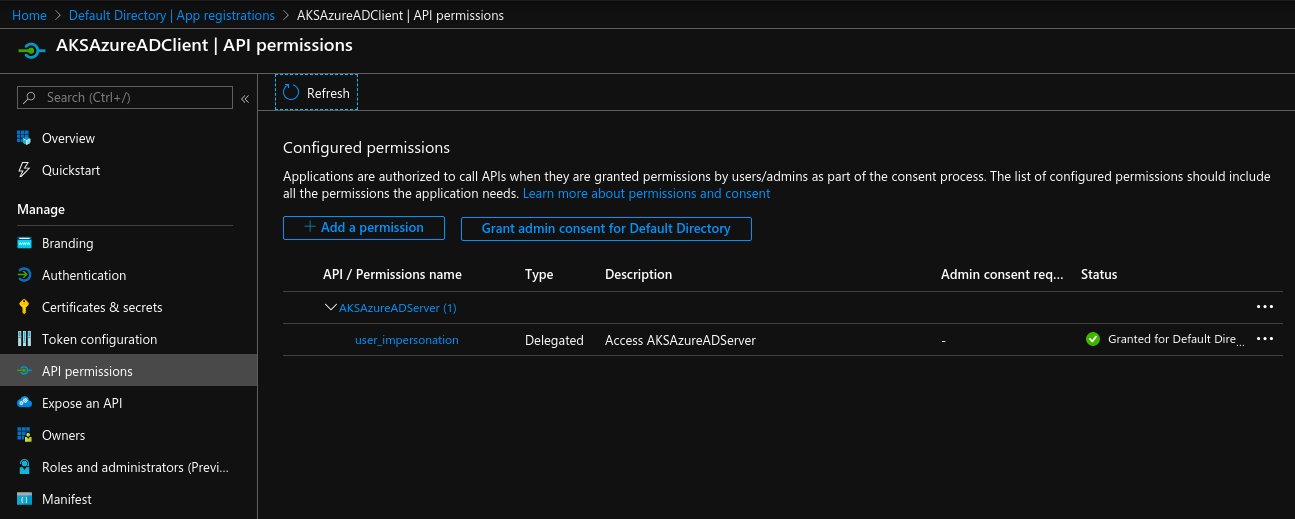 Home > Default Directory | App registrations > AKSAzureADClient | API permissions
AKSAzureADClient | API permissions
Search (Ctrl+/)
«
Refresh
Overview
Quickstart
Manage
Branding
Authentication
Certificates & secrets
Token configuration
API permissions
Expose an API
Owners
Roles and administrators (Previ...
Manifest
Configured permissions
Applications are authorized to call APIs when they are granted permissions by users/admins as part of the consent process. The list of configured permissions should include
all the permissions the application needs. Learn more about permissions and consent
+ Add a permission Grant admin consent for Default Directory
API / Permissions name Type Description Admin consent req... Status
AKSAzureADServer (1) ...
user_impersonation Delegated Access AKSAzureADServer - Granted for Default Dire... ...